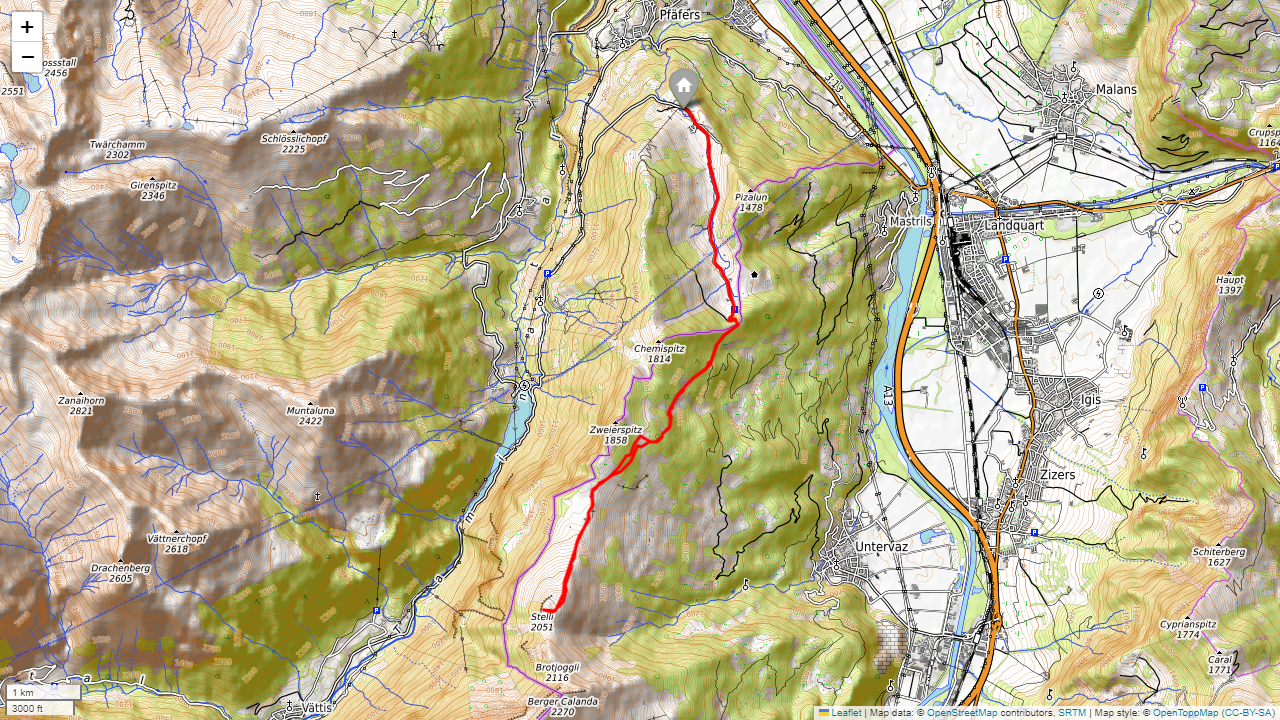 +
−
Pfäfers
2456
2551
Malans
Schlösslichopf
2225
Twärchamm
2302
Girenspitz
2346
Pizalun
1478
Mastrils
Landquart
Haupt
1397
Chemispitz
1814
A13
Zanaihorn
2821
Muntaluna
2422
Igis
Zweierspitz
1858
Zizers
Vättnerchopf
2618
Drachenberg
2605
Untervaz
Schiterberg
1627
Stelli
2051
Cyprianspitz
1774
Caral
1771
Brotjoggli
2116
Berger Calanda
2270
Vättis
1 km
3000 ft
Leaflet | Map data: © OpenStreetMap contributors, SRTM | Map style: © OpenTopoMap (CC-BY-SA)